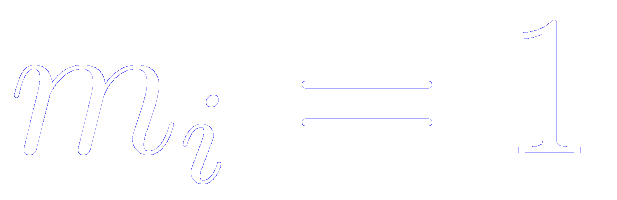 m_i = 1